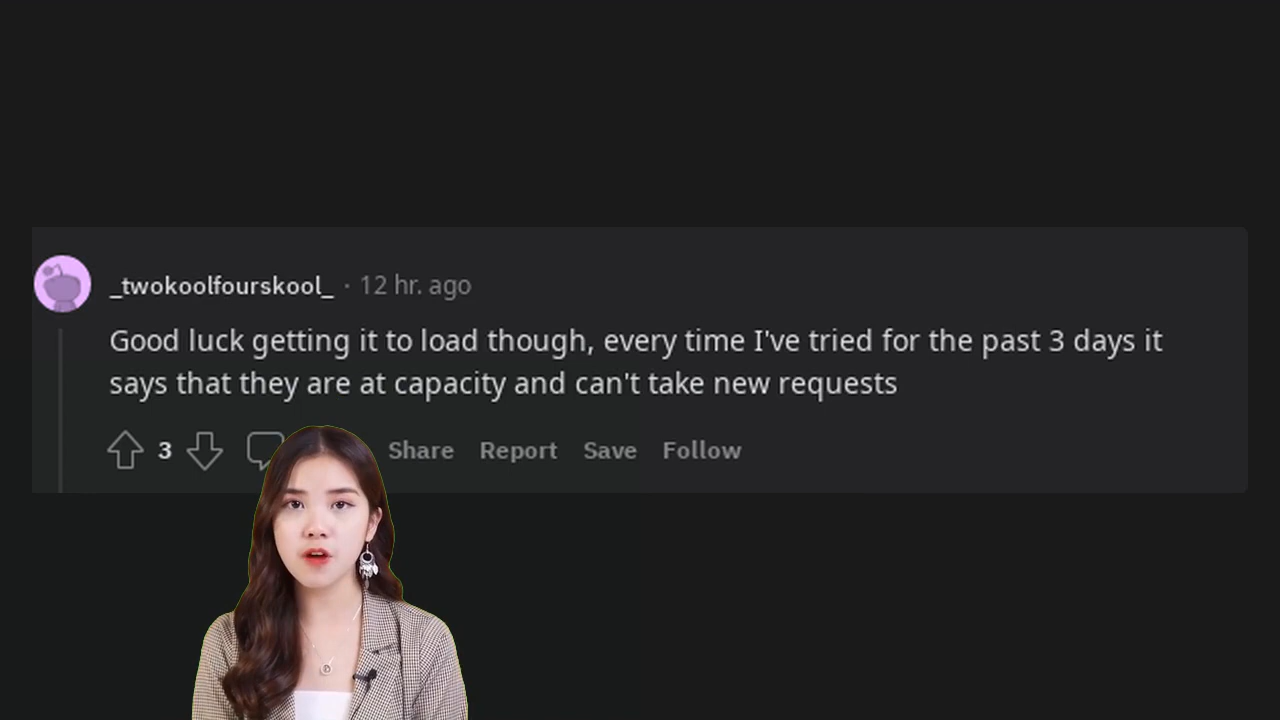 _twokoolfourskool_ · 12 hr. ago
Good luck getting it to load though, every time I've tried for the past 3 days it
says that they are at capacity and can't take new requests
3 Share Report Save Follow